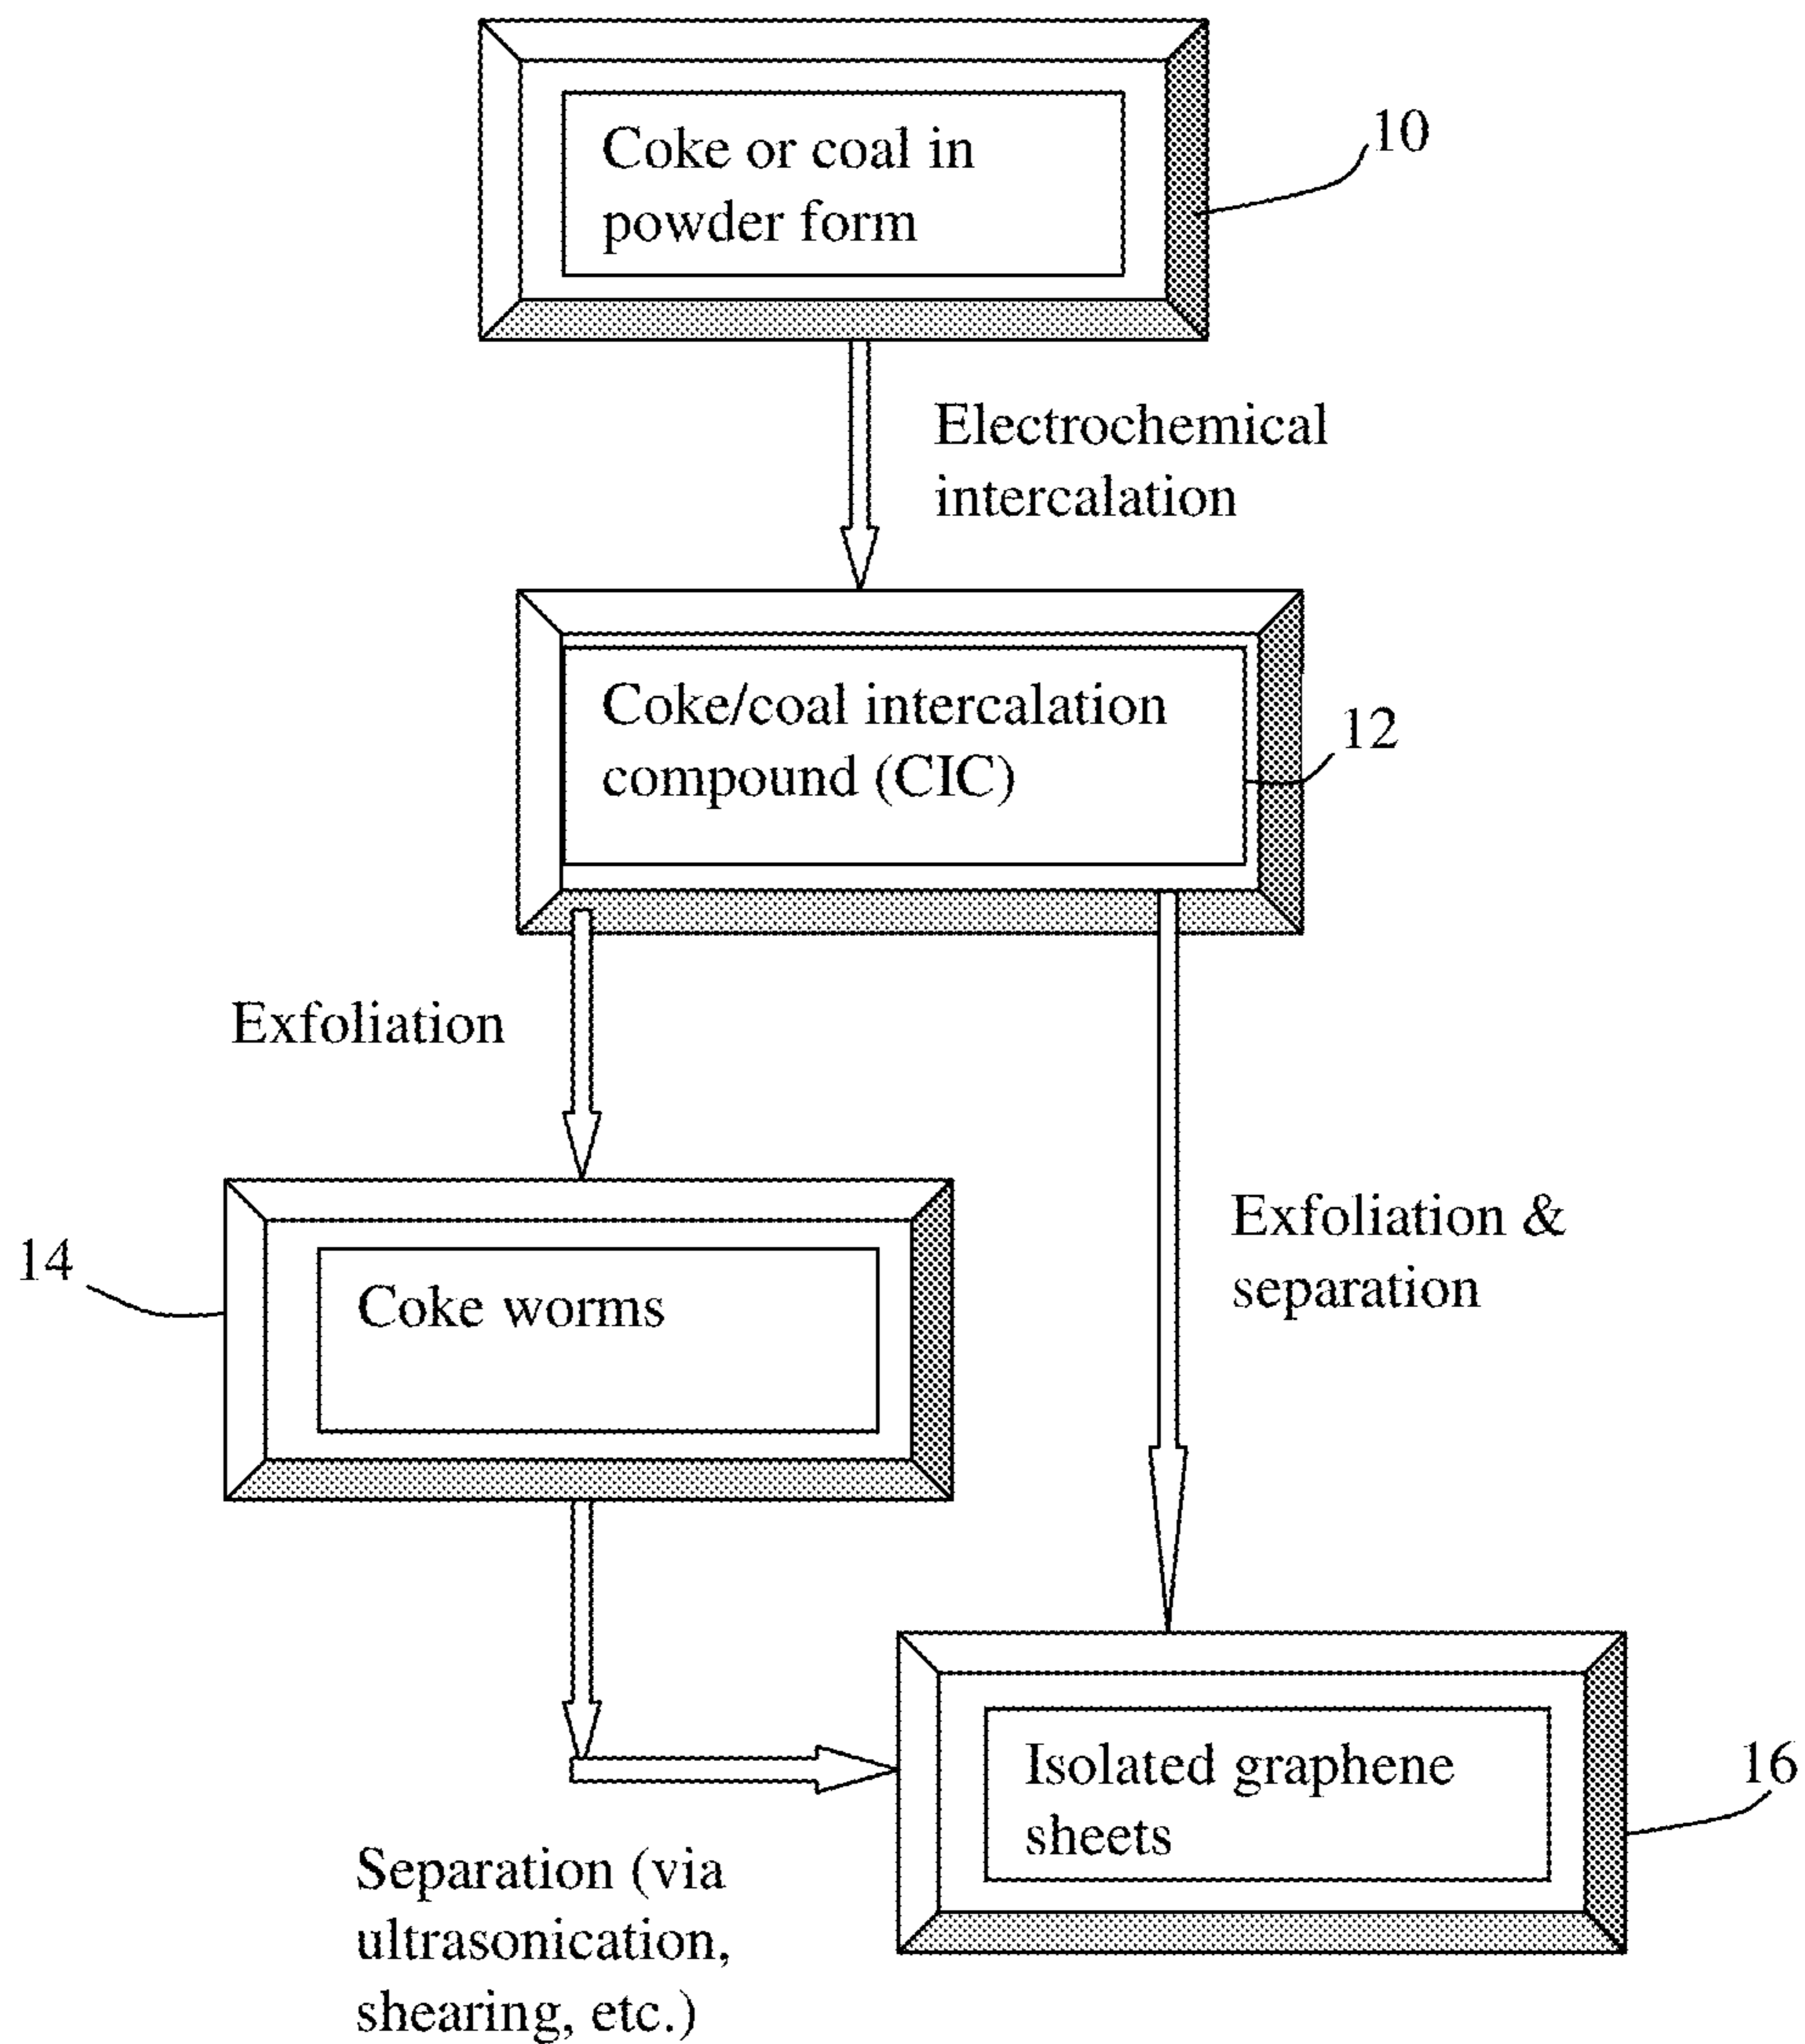 Coke or coal in
powder form
10
Electrochemical
intercalation
Coke/coal intercalation
compound (CIC)
12
Exfoliation
Exfoliation &
separation
14
Coke worms
Isolated graphene
sheets
16
Separation (via
ultrasonication,
shearing, etc.)